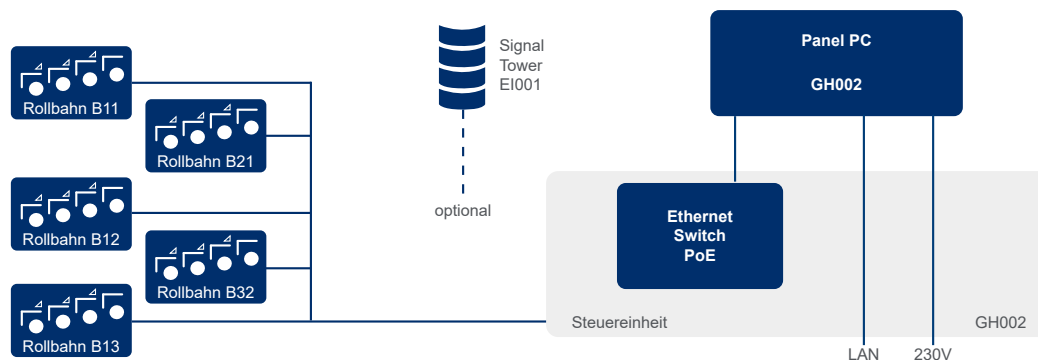 Rollbahn B11
Rollbahn B21
Rollbahn B12
Rollbahn B32
Rollbahn B13
Signal
Tower
EI001
optional
Panel PC
GH002
Ethernet
Switch
PoE
Steuereinheit
GH002
LAN
230V